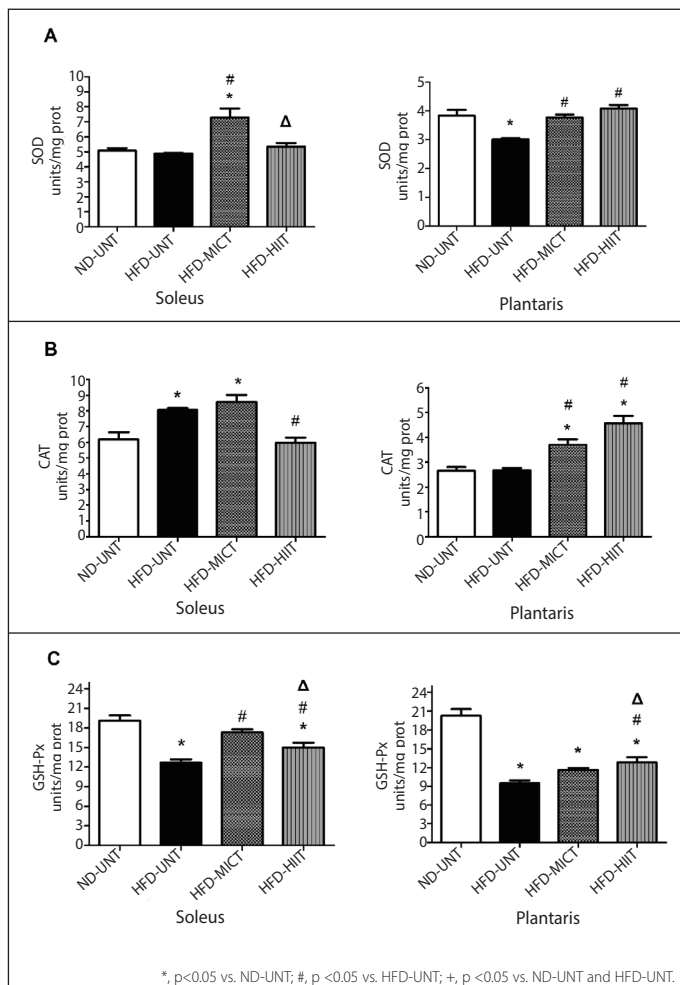 A
SOD
units/mg prot
10
9
8
7
6
5
4
3
2
1
0
#
*
Δ
ND-UNT
HFD-UNT
HFD-MICT
HFD-HIIT
Soleus
SOD
units/mg prot
5
4
3
2
1
0
*
#
#
ND-UNT
HFD-UNT
HFD-MICT
HFD-HIIT
Plantaris
B
CAT
units/mg prot
10
9
8
7
6
5
4
3
2
1
0
*
*
#
ND-UNT
HFD-UNT
HFD-MICT
HFD-HIIT
Soleus
CAT
units/mg prot
6
5
4
3
2
1
0
#
*
#
*
ND-UNT
HFD-UNT
HFD-MICT
HFD-HIIT
Plantaris
C
GSH-Px
units/mg prot
24
21
18
15
12
9
6
3
0
*
#
Δ
#
*
ND-UNT
HFD-UNT
HFD-MICT
HFD-HIIT
Soleus
GSH-Px
units/mg prot
24
21
18
15
12
9
6
3
0
*
*
Δ
#
*
ND-UNT
HFD-UNT
HFD-MICT
HFD-HIIT
Plantaris
*, p<0.05 vs. ND-UNT; #, p <0.05 vs. HFD-UNT; +, p <0.05 vs. ND-UNT and HFD-UNT.